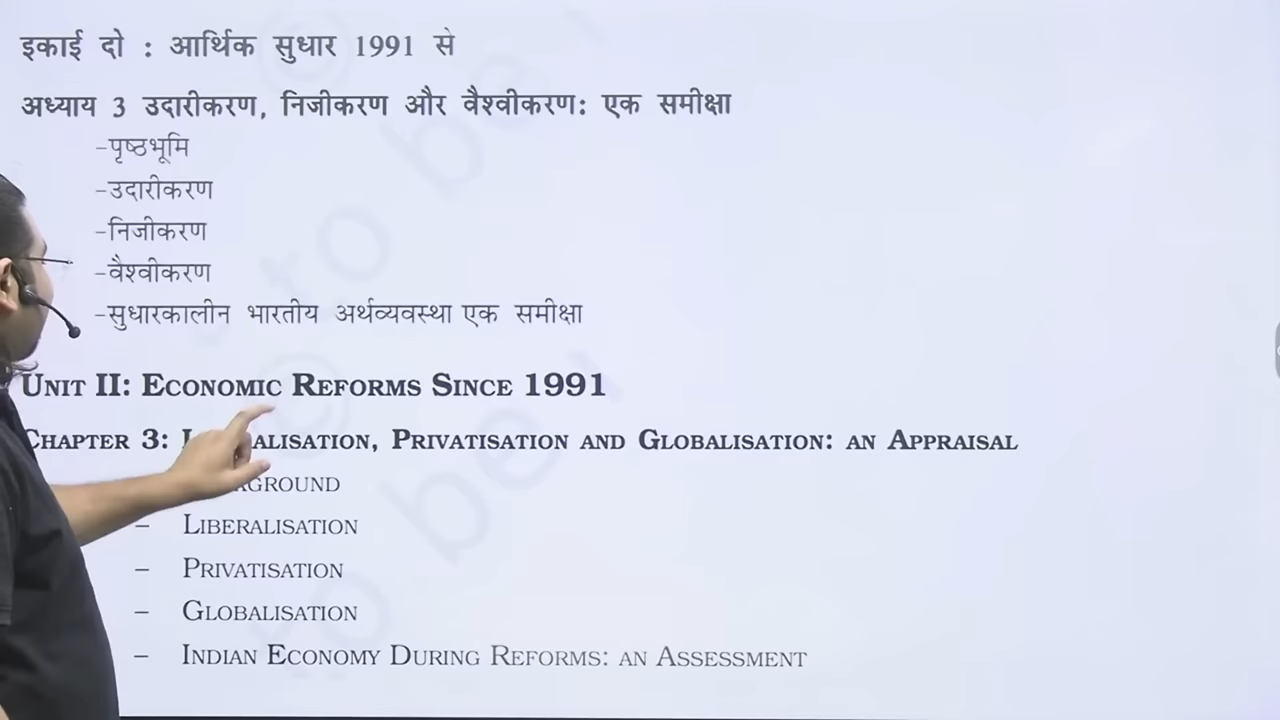 इकाई दो : आर्थिक सुधार 1991 से
अध्याय 3 उदारीकरण, निजीकरण और वैश्वीकरण: एक समीक्षा
-पृष्ठभूमि
-उदारीकरण
-निजीकरण
-वैश्वीकरण
-सुधारकालीन भारतीय अर्थव्यवस्था एक समीक्षा
UNIT II: ECONOMIC REFORMS SINCE 1991
CHAPTER 3: PRIVATISATION AND GLOBALISATION: AN APPRAISAL
– LIBERALISATION
– PRIVATISATION
– GLOBALISATION
– INDIAN ECONOMY DURING REFORMS: AN ASSESSMENT